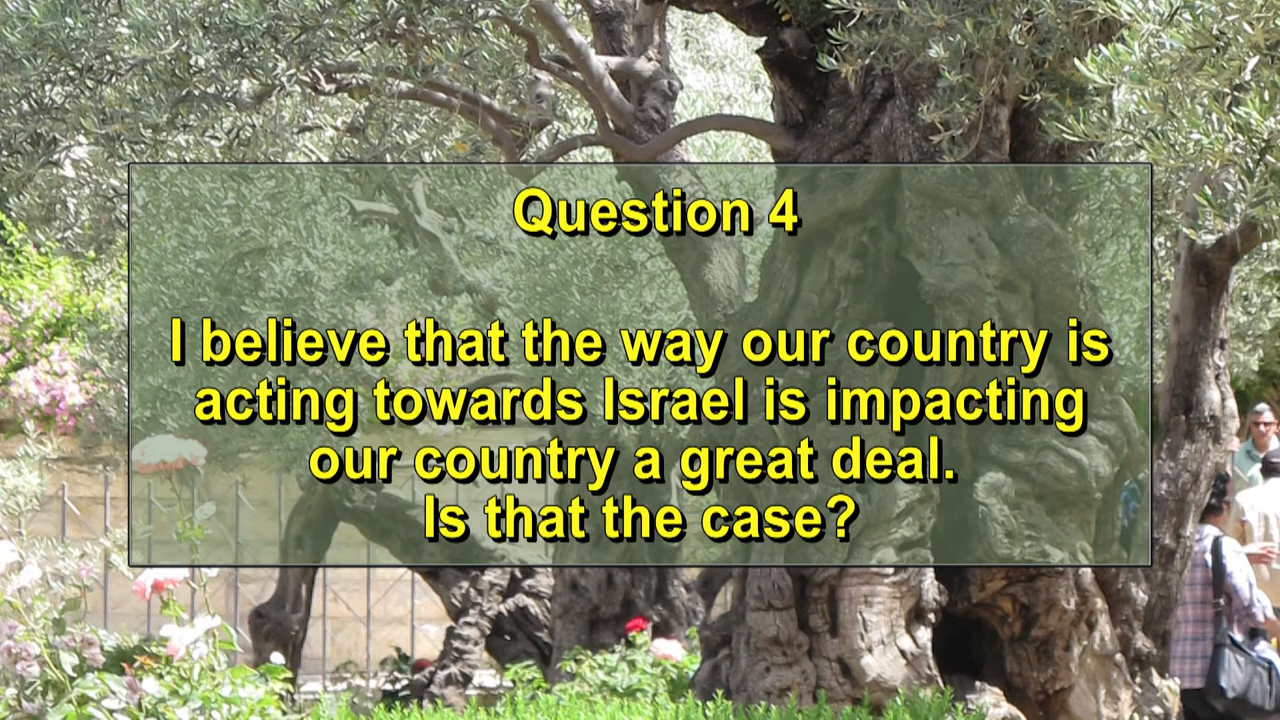 Question 4
I believe that the way our country is
acting towards Israel is impacting
our country a great deal.
Is that the case?